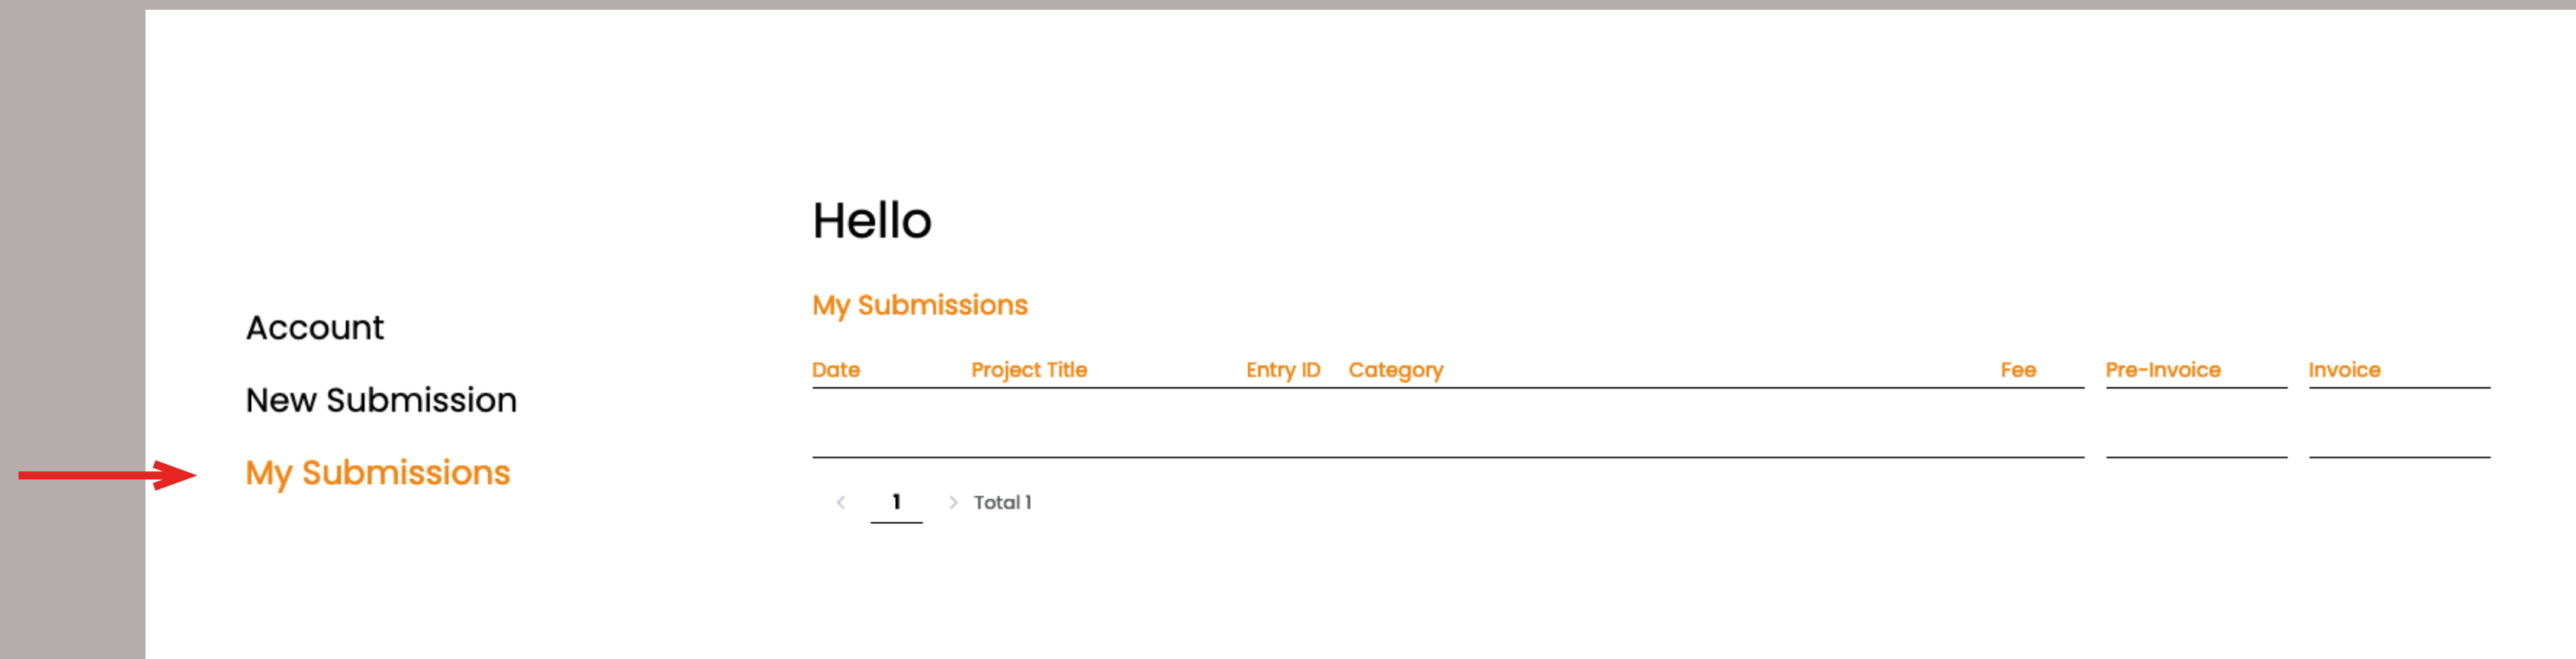 Hello
My Submissions
Account
New Submission
My Submissions
Date Project Title Entry ID Category Fee Pre-Invoice Invoice
1 Total 1